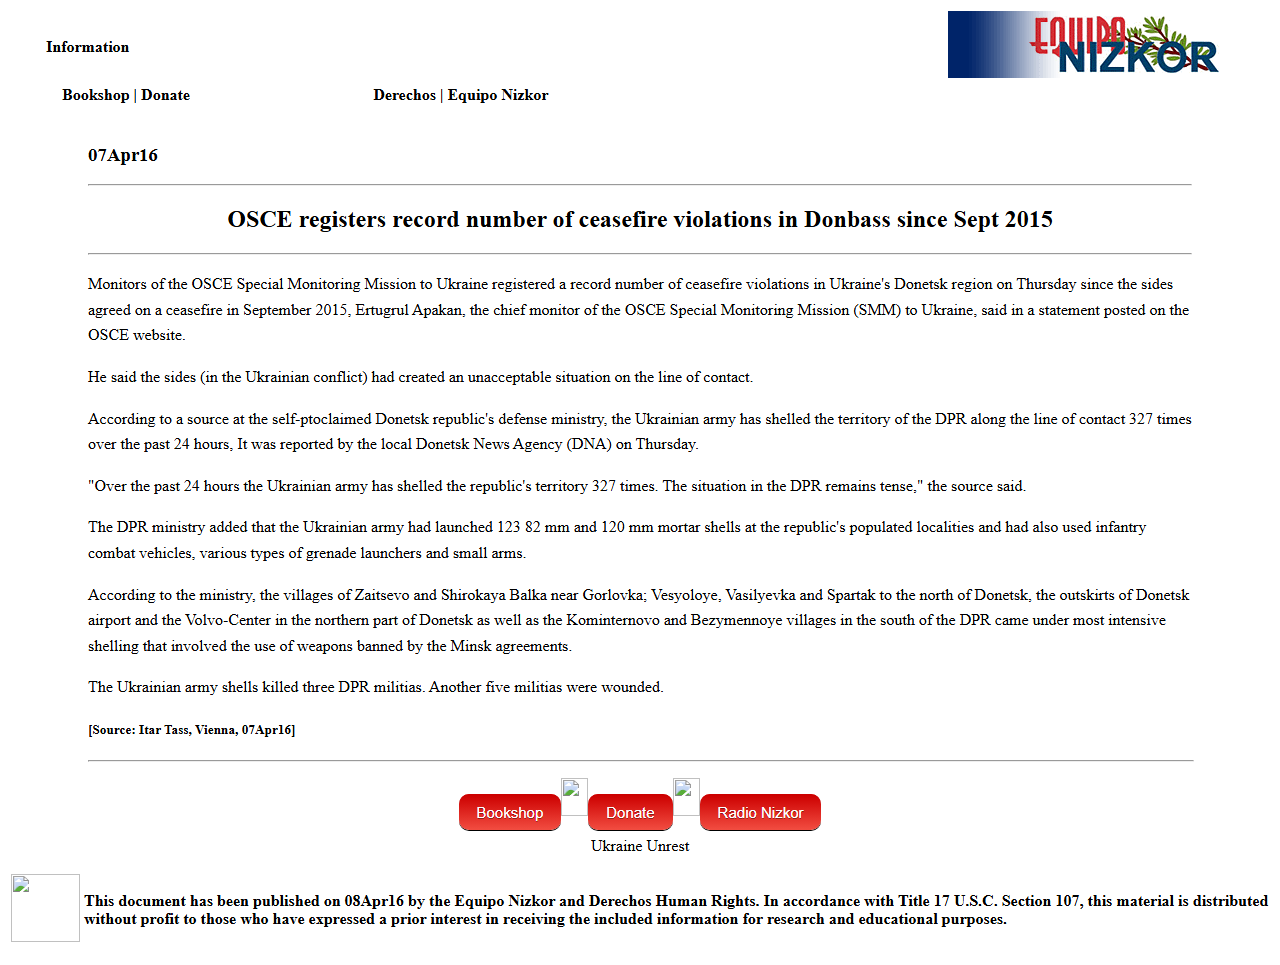 Information
EQUIPO
NIZKOR
Bookshop | Donate
Derechos | Equipo Nizkor
07Apr16
OSCE registers record number of ceasefire violations in Donbass since Sept 2015
Monitors of the OSCE Special Monitoring Mission to Ukraine registered a record number of ceasefire violations in Ukraine's Donetsk region on Thursday since the sides
agreed on a ceasefire in September 2015, Ertugrul Apakan, the chief monitor of the OSCE Special Monitoring Mission (SMM) to Ukraine, said in a statement posted on the
OSCE website.
He said the sides (in the Ukrainian conflict) had created an unacceptable situation on the line of contact.
According to a source at the self-ptoclaimed Donetsk republic's defense ministry, the Ukrainian army has shelled the territory of the DPR along the line of contact 327 times
over the past 24 hours, It was reported by the local Donetsk News Agency (DNA) on Thursday.
"Over the past 24 hours the Ukrainian army has shelled the republic's territory 327 times. The situation in the DPR remains tense," the source said.
The DPR ministry added that the Ukrainian army had launched 123 82 mm and 120 mm mortar shells at the republic's populated localities and had also used infantry
combat vehicles, various types of grenade launchers and small arms.
According to the ministry, the villages of Zaitsevo and Shirokaya Balka near Gorlovka; Vesyoloye, Vasilyevka and Spartak to the north of Donetsk, the outskirts of Donetsk
airport and the Volvo-Center in the northern part of Donetsk as well as the Kominternovo and Bezymennoye villages in the south of the DPR came under most intensive
shelling that involved the use of weapons banned by the Minsk agreements.
The Ukrainian army shells killed three DPR militias. Another five militias were wounded.
[Source: Itar Tass, Vienna, 07Apr16]
Bookshop
Donate
Radio Nizkor
Ukraine Unrest
This document has been published on 08Apr16 by the Equipo Nizkor and Derechos Human Rights. In accordance with Title 17 U.S.C. Section 107, this material is distributed
without profit to those who have expressed a prior interest in receiving the included information for research and educational purposes.